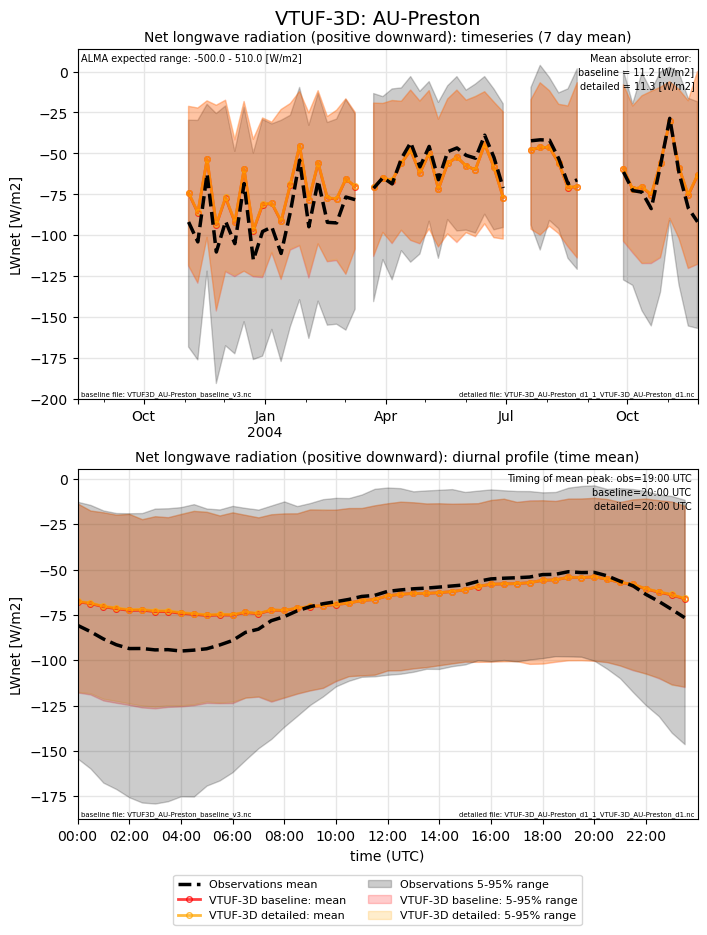 VTUF-3D: AU-Preston
Net longwave radiation (positive downward): timeseries (7 day mean)
ALMA expected range: -500.0 - 510.0 [W/m2]
Mean absolute error:
baseline = 11.2 [W/m2]
detailed = 11.3 [W/m2]
0
−25
−50
−75
−100
−125
−150
−175
−200
LWnet [W/m2]
baseline file: VTUF3D_AU-Preston_baseline_v3.nc
detailed file: VTUF-3D_AU-Preston_d1_1_VTUF-3D_AU-Preston_d1.nc
Oct Jan Apr Jul Oct
2004
Net longwave radiation (positive downward): diurnal profile (time mean)
Timing of mean peak: obs=19:00 UTC
baseline=20:00 UTC
detailed=20:00 UTC
0
−25
−50
−75
−100
−125
−150
−175
LWnet [W/m2]
baseline file: VTUF3D_AU-Preston_baseline_v3.nc
detailed file: VTUF-3D_AU-Preston_d1_1_VTUF-3D_AU-Preston_d1.nc
00:00 02:00 04:00 06:00 08:00 10:00 12:00 14:00 16:00 18:00 20:00 22:00
time (UTC)
Observations mean
VTUF-3D baseline: mean
VTUF-3D detailed: mean
Observations 5-95% range
VTUF-3D baseline: 5-95% range
VTUF-3D detailed: 5-95% range